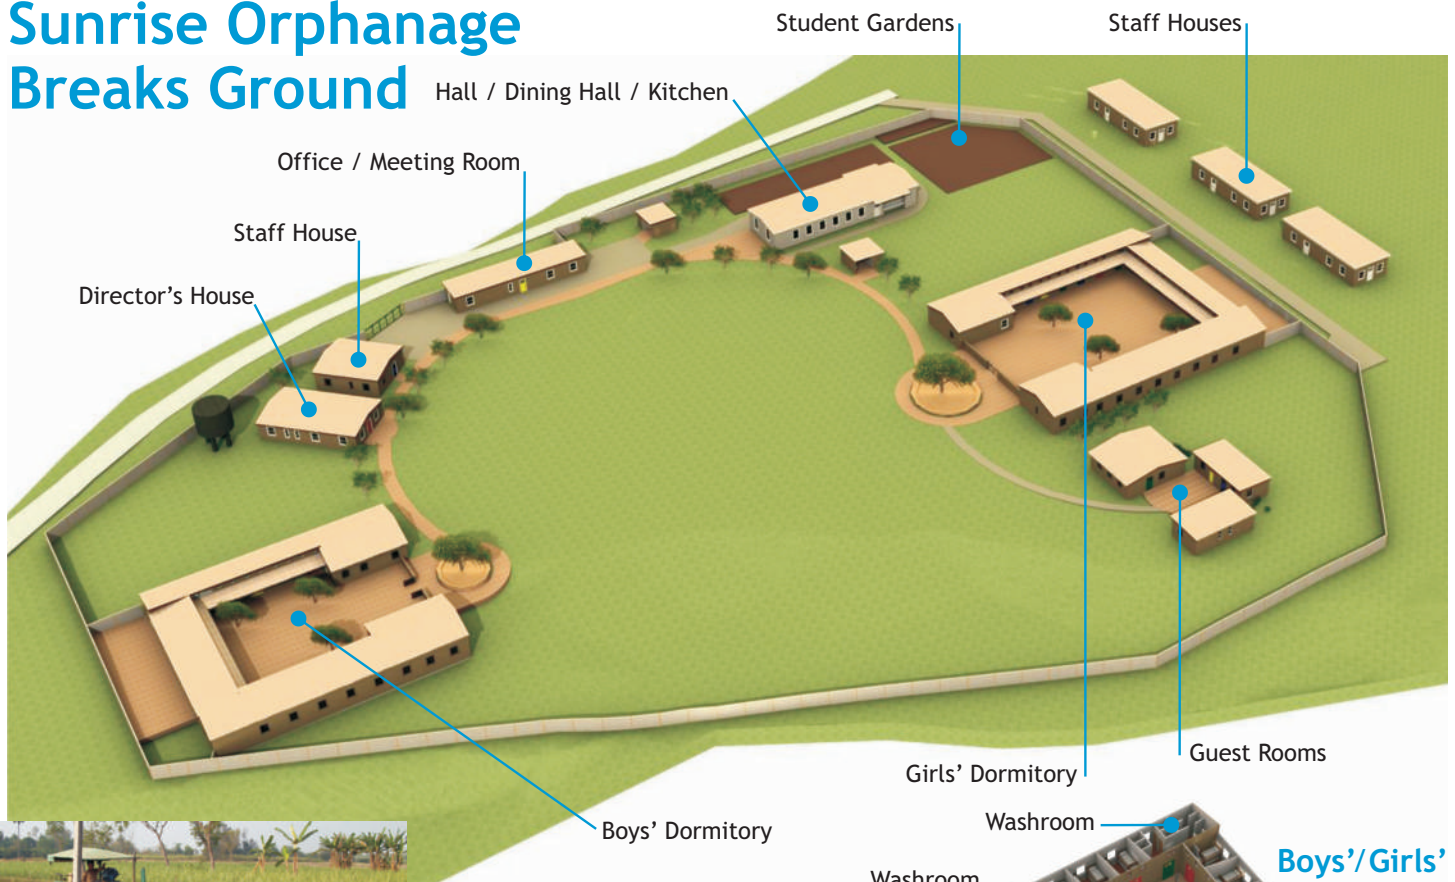 Sunrise Orphanage
Breaks Ground
Student Gardens
Staff Houses
Hall / Dining Hall / Kitchen
Office / Meeting Room
Staff House
Director’s House
Guest Rooms
Girls’ Dormitory
Boys’ Dormitory
Washroom
Boys’/Girls’
Washroom